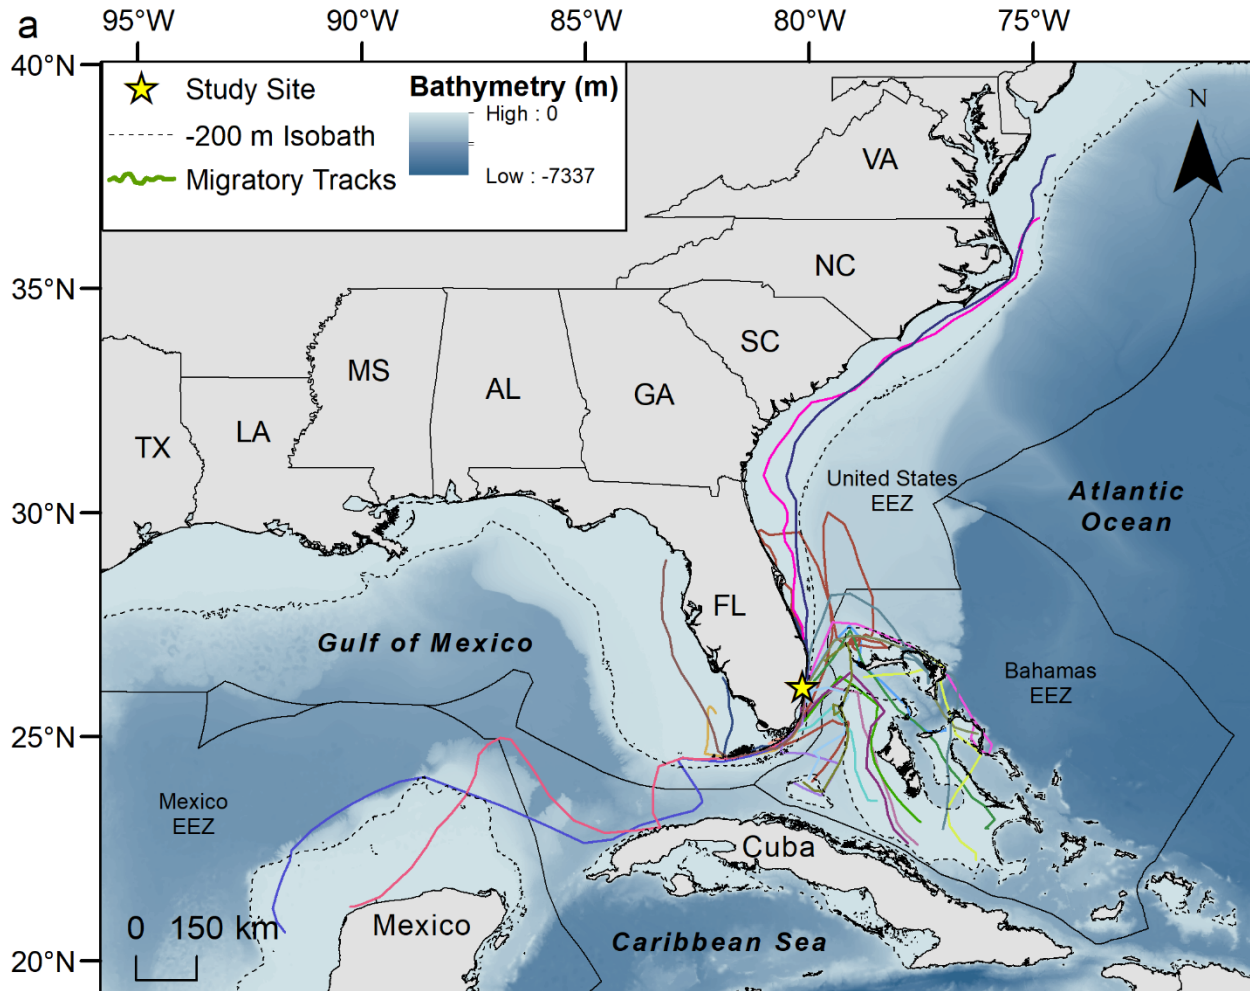 a
95°W 90°W 85°W 80°W 75°W
40°N
35°N
30°N
25°N
20°N
Study Site
-200 m Isobath
Migratory Tracks
Bathymetry (m)
High : 0
Low : -7337
N
VA
NC
SC
MS
AL
GA
TX
LA
FL
United States
EEZ
Atlantic
Ocean
Gulf of Mexico
Bahamas
EEZ
Mexico
EEZ
Cuba
Mexico
Caribbean Sea
0 150 km